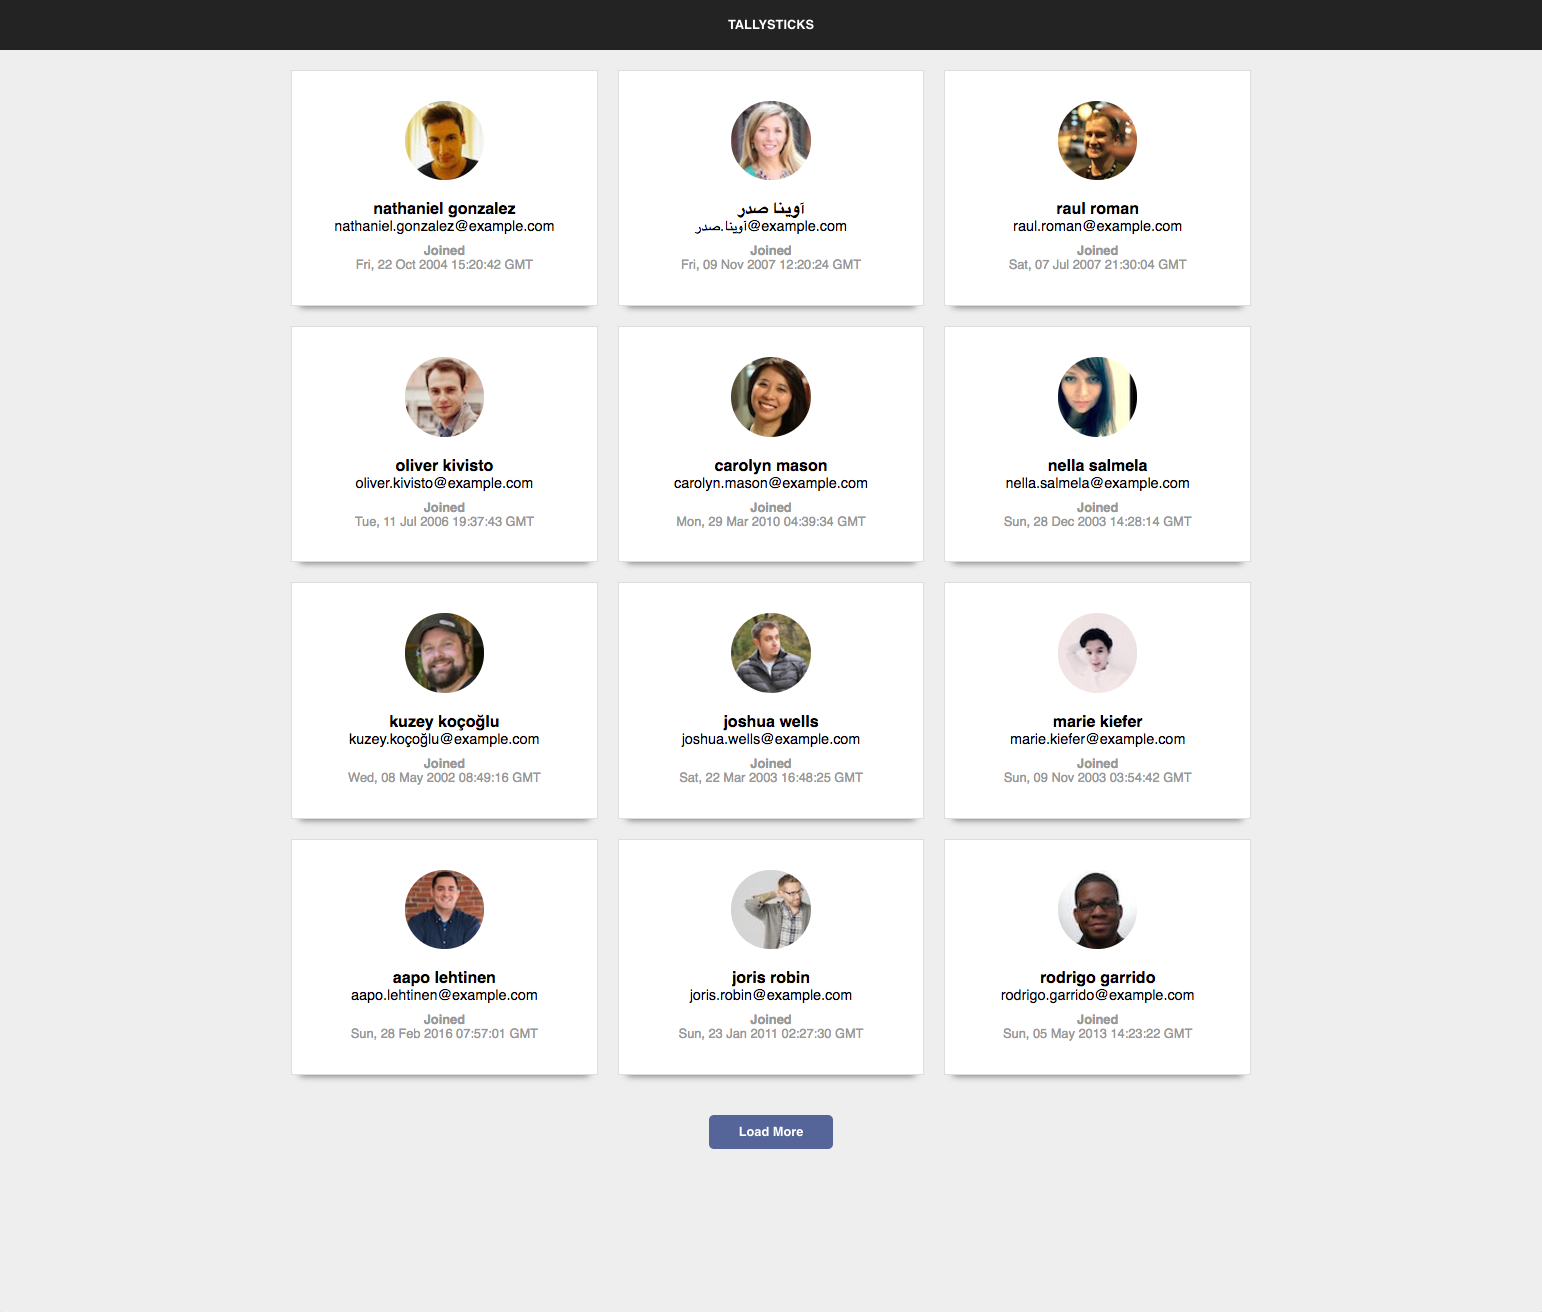 TALLYSTICKS
nathaniel gonzalez
nathaniel.gonzalez@example.com
Joined
Fri, 22 Oct 2004 15:20:42 GMT
آوینا صدر
آوینا.صدر@example.com
Joined
Fri, 09 Nov 2007 12:20:24 GMT
raul roman
raul.roman@example.com
Joined
Sat, 07 Jul 2007 21:30:04 GMT
oliver kivisto
oliver.kivisto@example.com
Joined
Tue, 11 Jul 2006 19:37:43 GMT
carolyn mason
carolyn.mason@example.com
Joined
Mon, 29 Mar 2010 04:39:34 GMT
nella salmela
nella.salmela@example.com
Joined
Sun, 28 Dec 2003 14:28:14 GMT
kuzey koçoğlu
kuzey.koçoğlu@example.com
Joined
Wed, 08 May 2002 08:49:16 GMT
joshua wells
joshua.wells@example.com
Joined
Sat, 22 Mar 2003 16:48:25 GMT
marie kiefer
marie.kiefer@example.com
Joined
Sun, 09 Nov 2003 03:54:42 GMT
aapo lehtinen
aapo.lehtinen@example.com
Joined
Sun, 28 Feb 2016 07:57:01 GMT
joris robin
joris.robin@example.com
Joined
Sun, 23 Jan 2011 02:27:30 GMT
rodrigo garrido
rodrigo.garrido@example.com
Joined
Sun, 05 May 2013 14:23:22 GMT
Load More